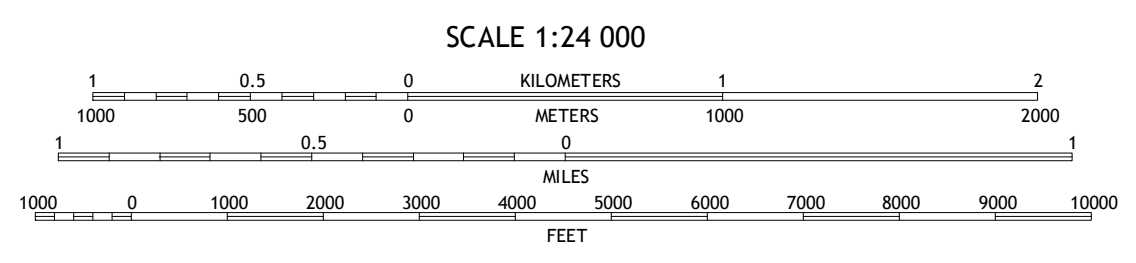 SCALE 1:24 000
1 0.5 0 KILOMETERS 1 2
1000 500 0 METERS 1000 2000
1 0.5 0 1
MILES
1000 0 1000 2000 3000 4000 5000 6000 7000 8000 9000 10000
FEET